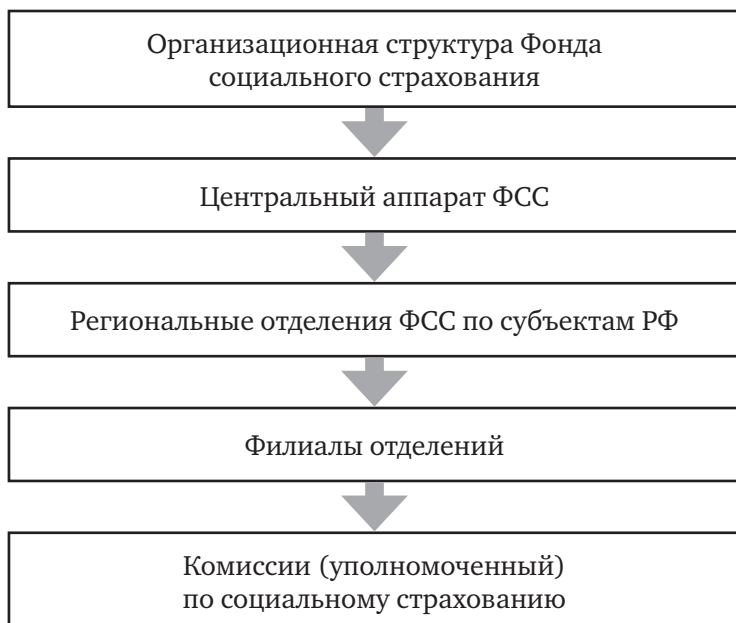 Организационная структура Фонда
социального страхования
Центральный аппарат ФСС
Региональные отделения ФСС по субъектам РФ
Филиалы отделений
Комиссии (уполномоченный)
по социальному страхованию